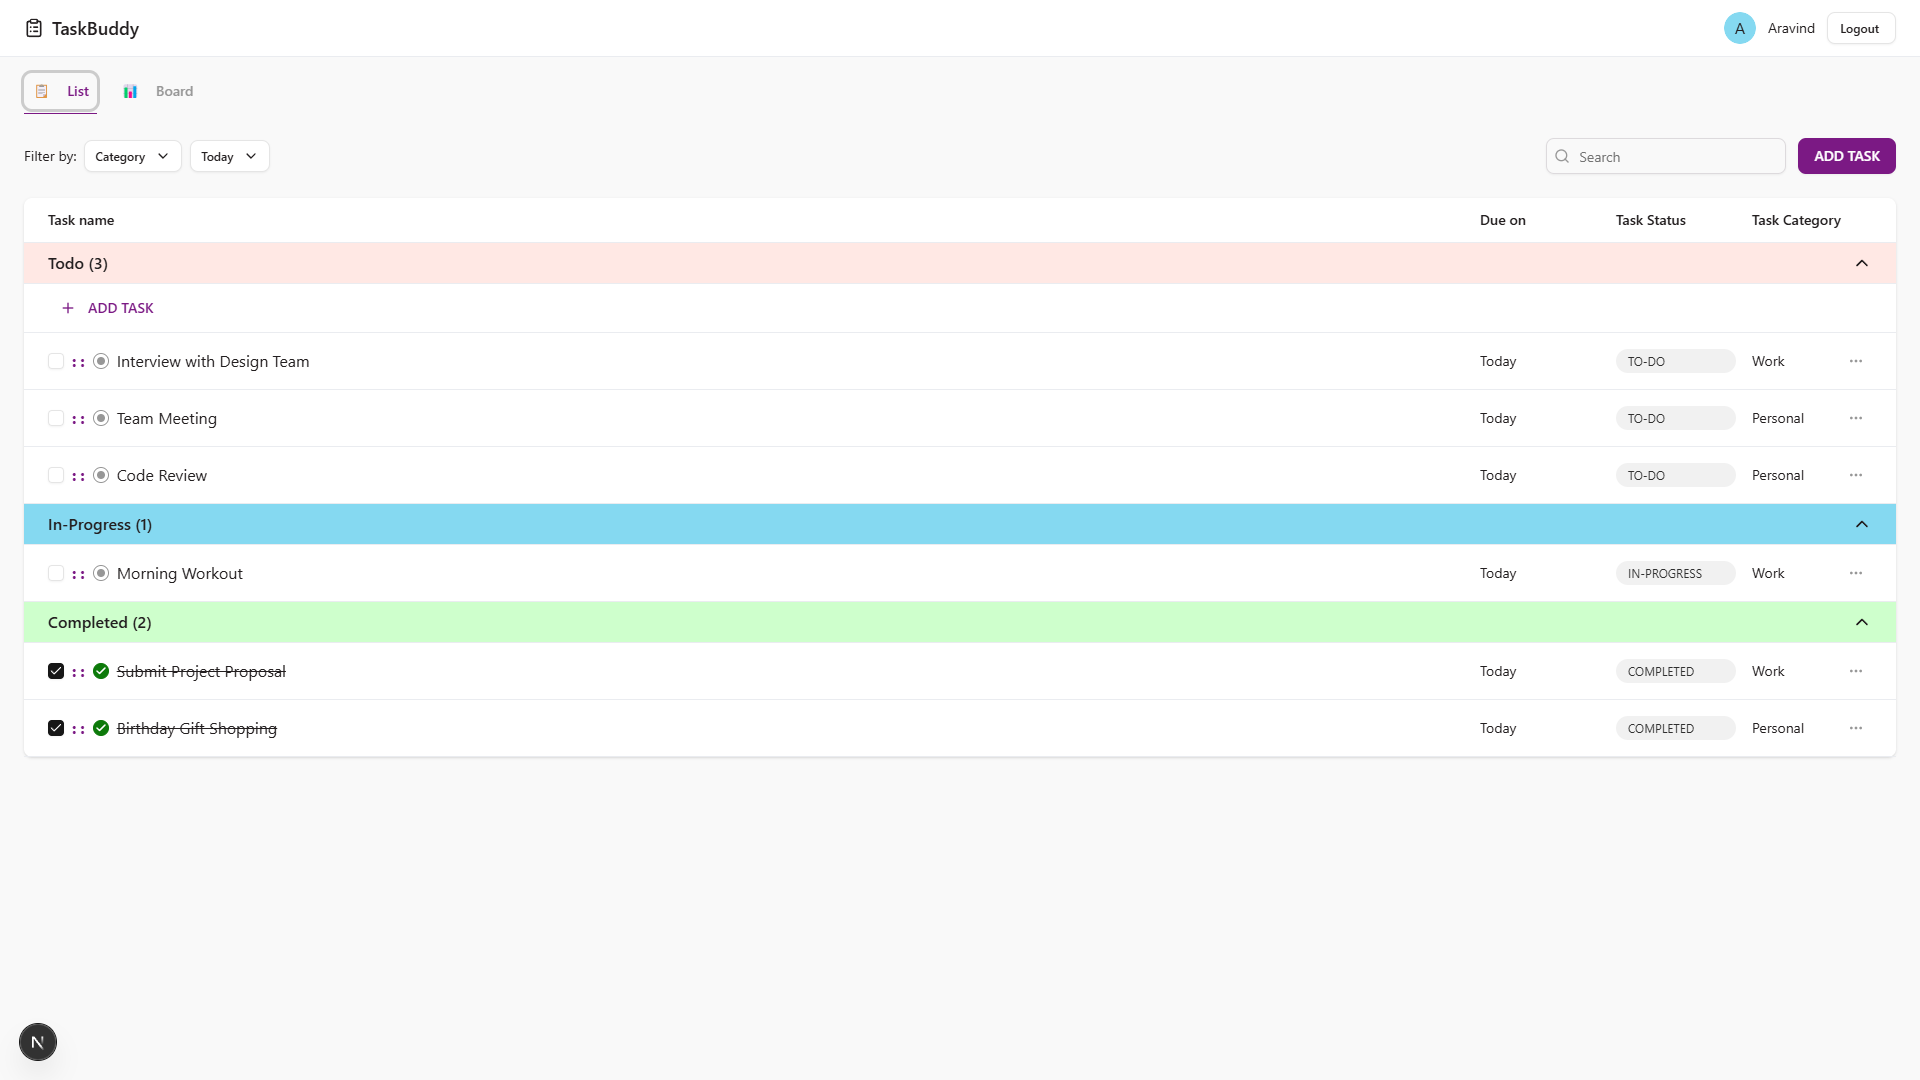 TaskBuddy
A Aravind Logout
List Board
Filter by: Category Today Search ADD TASK
Task name Due on Task Status Task Category
Todo (3)
+ ADD TASK
Interview with Design Team Today TO-DO Work
Team Meeting Today TO-DO Personal
Code Review Today TO-DO Personal
In-Progress (1)
Morning Workout Today IN-PROGRESS Work
Completed (2)
Submit Project Proposal Today COMPLETED Work
Birthday Gift Shopping Today COMPLETED Personal
N